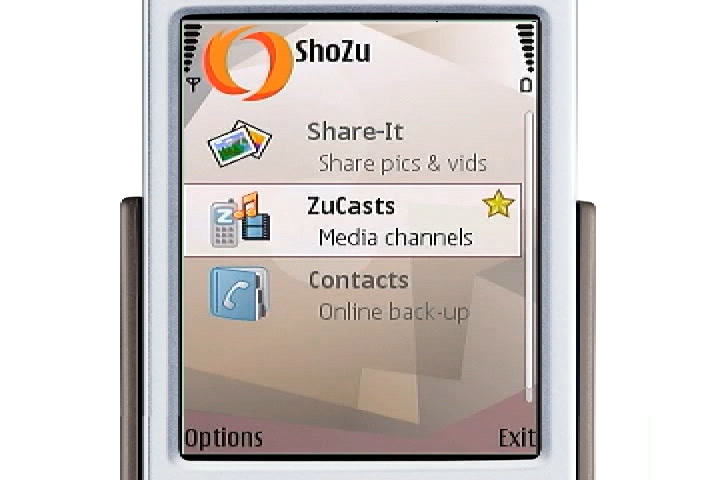 ShoZu
Share-It
Share pics & vids
ZuCasts
Media channels
Contacts
Online back-up
Options
Exit